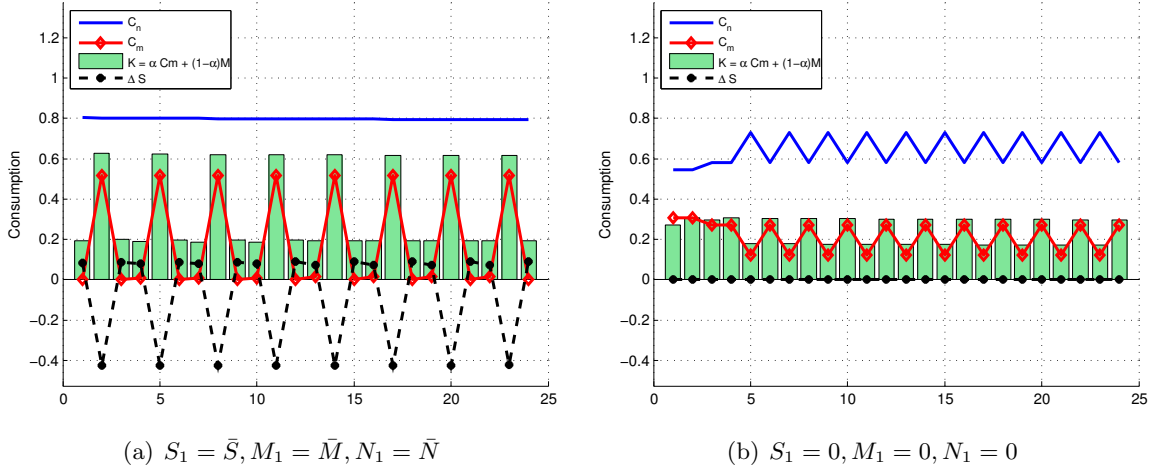 C_n
C_m
K = α Cm + (1−α)M
Δ S
Consumption
1.2
1
0.8
0.6
0.4
0.2
0
−0.2
−0.4
0 5 10 15 20 25
(a) S_1 = S̄, M_1 = M̄, N_1 = N̄
C_n
C_m
K = α Cm + (1−α)M
Δ S
Consumption
1.2
1
0.8
0.6
0.4
0.2
0
−0.2
−0.4
0 5 10 15 20 25
(b) S_1 = 0, M_1 = 0, N_1 = 0